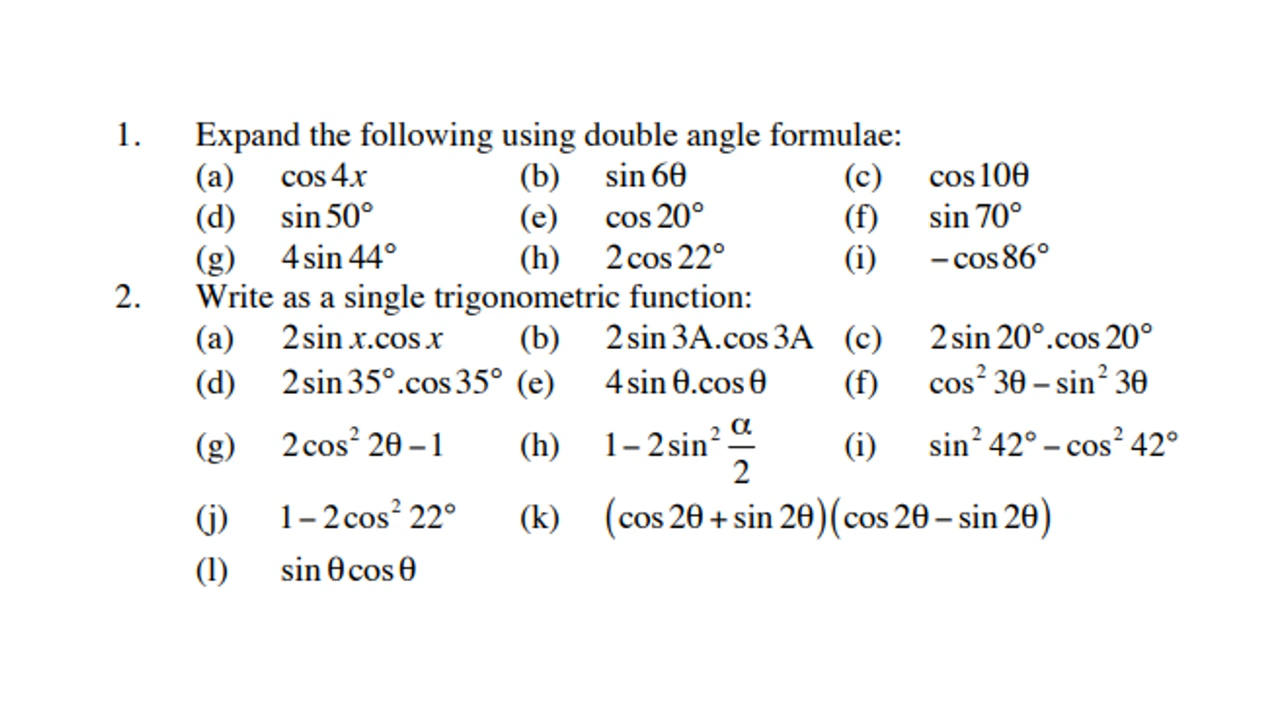 1. Expand the following using double angle formulae:
(a) cos 4x (b) sin 6θ (c) cos 10θ
(d) sin 50° (e) cos 20° (f) sin 70°
(g) 4 sin 44° (h) 2 cos 22° (i) – cos 86°
2. Write as a single trigonometric function:
(a) 2 sin x.cos x (b) 2 sin 3A.cos 3A (c) 2 sin 20°.cos 20°
(d) 2 sin 35°.cos 35° (e) 4 sin θ.cos θ (f) cos² 3θ – sin² 3θ
(g) 2 cos² 2θ – 1 (h) 1 – 2 sin² α/2 (i) sin² 42° – cos² 42°
(j) 1 – 2 cos² 22° (k) (cos 2θ + sin 2θ)(cos 2θ – sin 2θ)
(l) sin θ cos θ